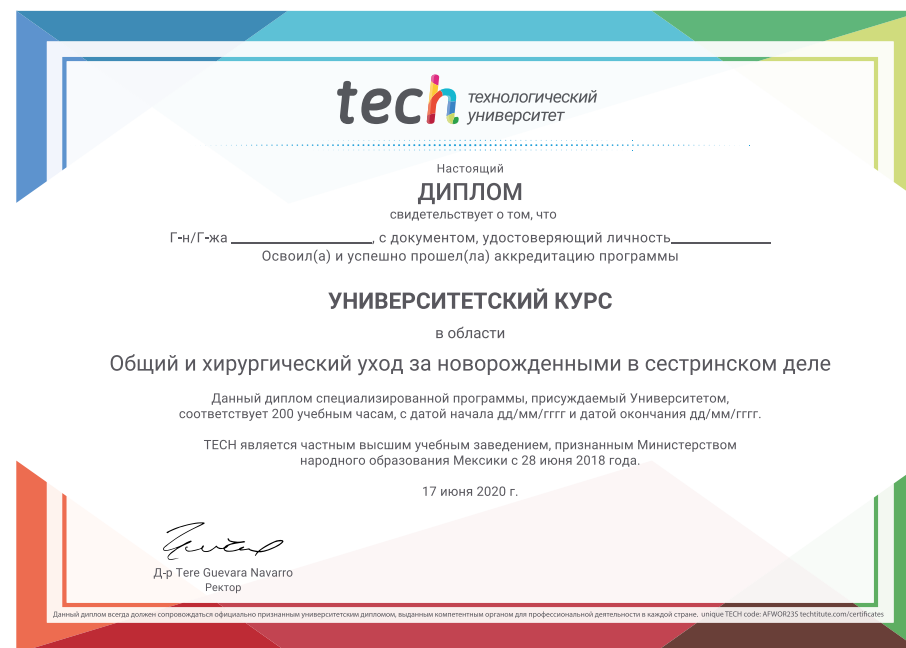 tech технологический
университет
Настоящий
ДИПЛОМ
свидетельствует о том, что
Г-н/Г-жа ____________________, с документом, удостоверяющий личность______________
Освоил(а) и успешно прошел(ла) аккредитацию программы
УНИВЕРСИТЕТСКИЙ КУРС
в области
Общий и хирургический уход за новорожденными в сестринском деле
Данный диплом специализированной программы, присуждаемый Университетом,
соответствует 200 учебным часам, с датой начала дд/мм/гггг и датой окончания дд/мм/гггг.
TECH является частным высшим учебным заведением, признанным Министерством
народного образования Мексики с 28 июня 2018 года.
17 июня 2020 г.
Д-р Tere Guevara Navarro
Ректор
Данный диплом всегда должен сопровождаться официально признанным университетским дипломом, выданным компетентным органом для профессиональной деятельности в каждой стране. unique TECH code: AFWOR23S techtitute.com/certificates